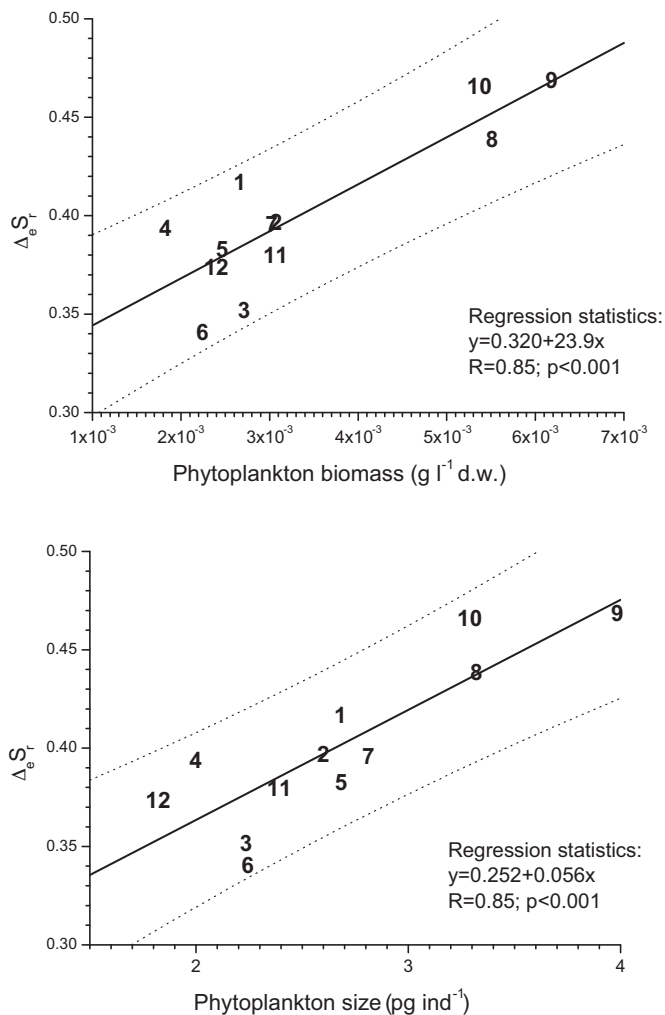 0.50
0.45
0.40
0.35
0.30
ΔₑSᵣ
1
2
3
4
5
6
7
8
9
10
11
12
Regression statistics:
y=0.320+23.9x
R=0.85; p<0.001
1x10⁻³ 2x10⁻³ 3x10⁻³ 4x10⁻³ 5x10⁻³ 6x10⁻³ 7x10⁻³
Phytoplankton biomass (g l⁻¹ d.w.)
0.50
0.45
0.40
0.35
0.30
ΔₑSᵣ
1
2
3
4
5
6
7
8
9
10
11
12
Regression statistics:
y=0.252+0.056x
R=0.85; p<0.001
2 3 4
Phytoplankton size (pg ind⁻¹)